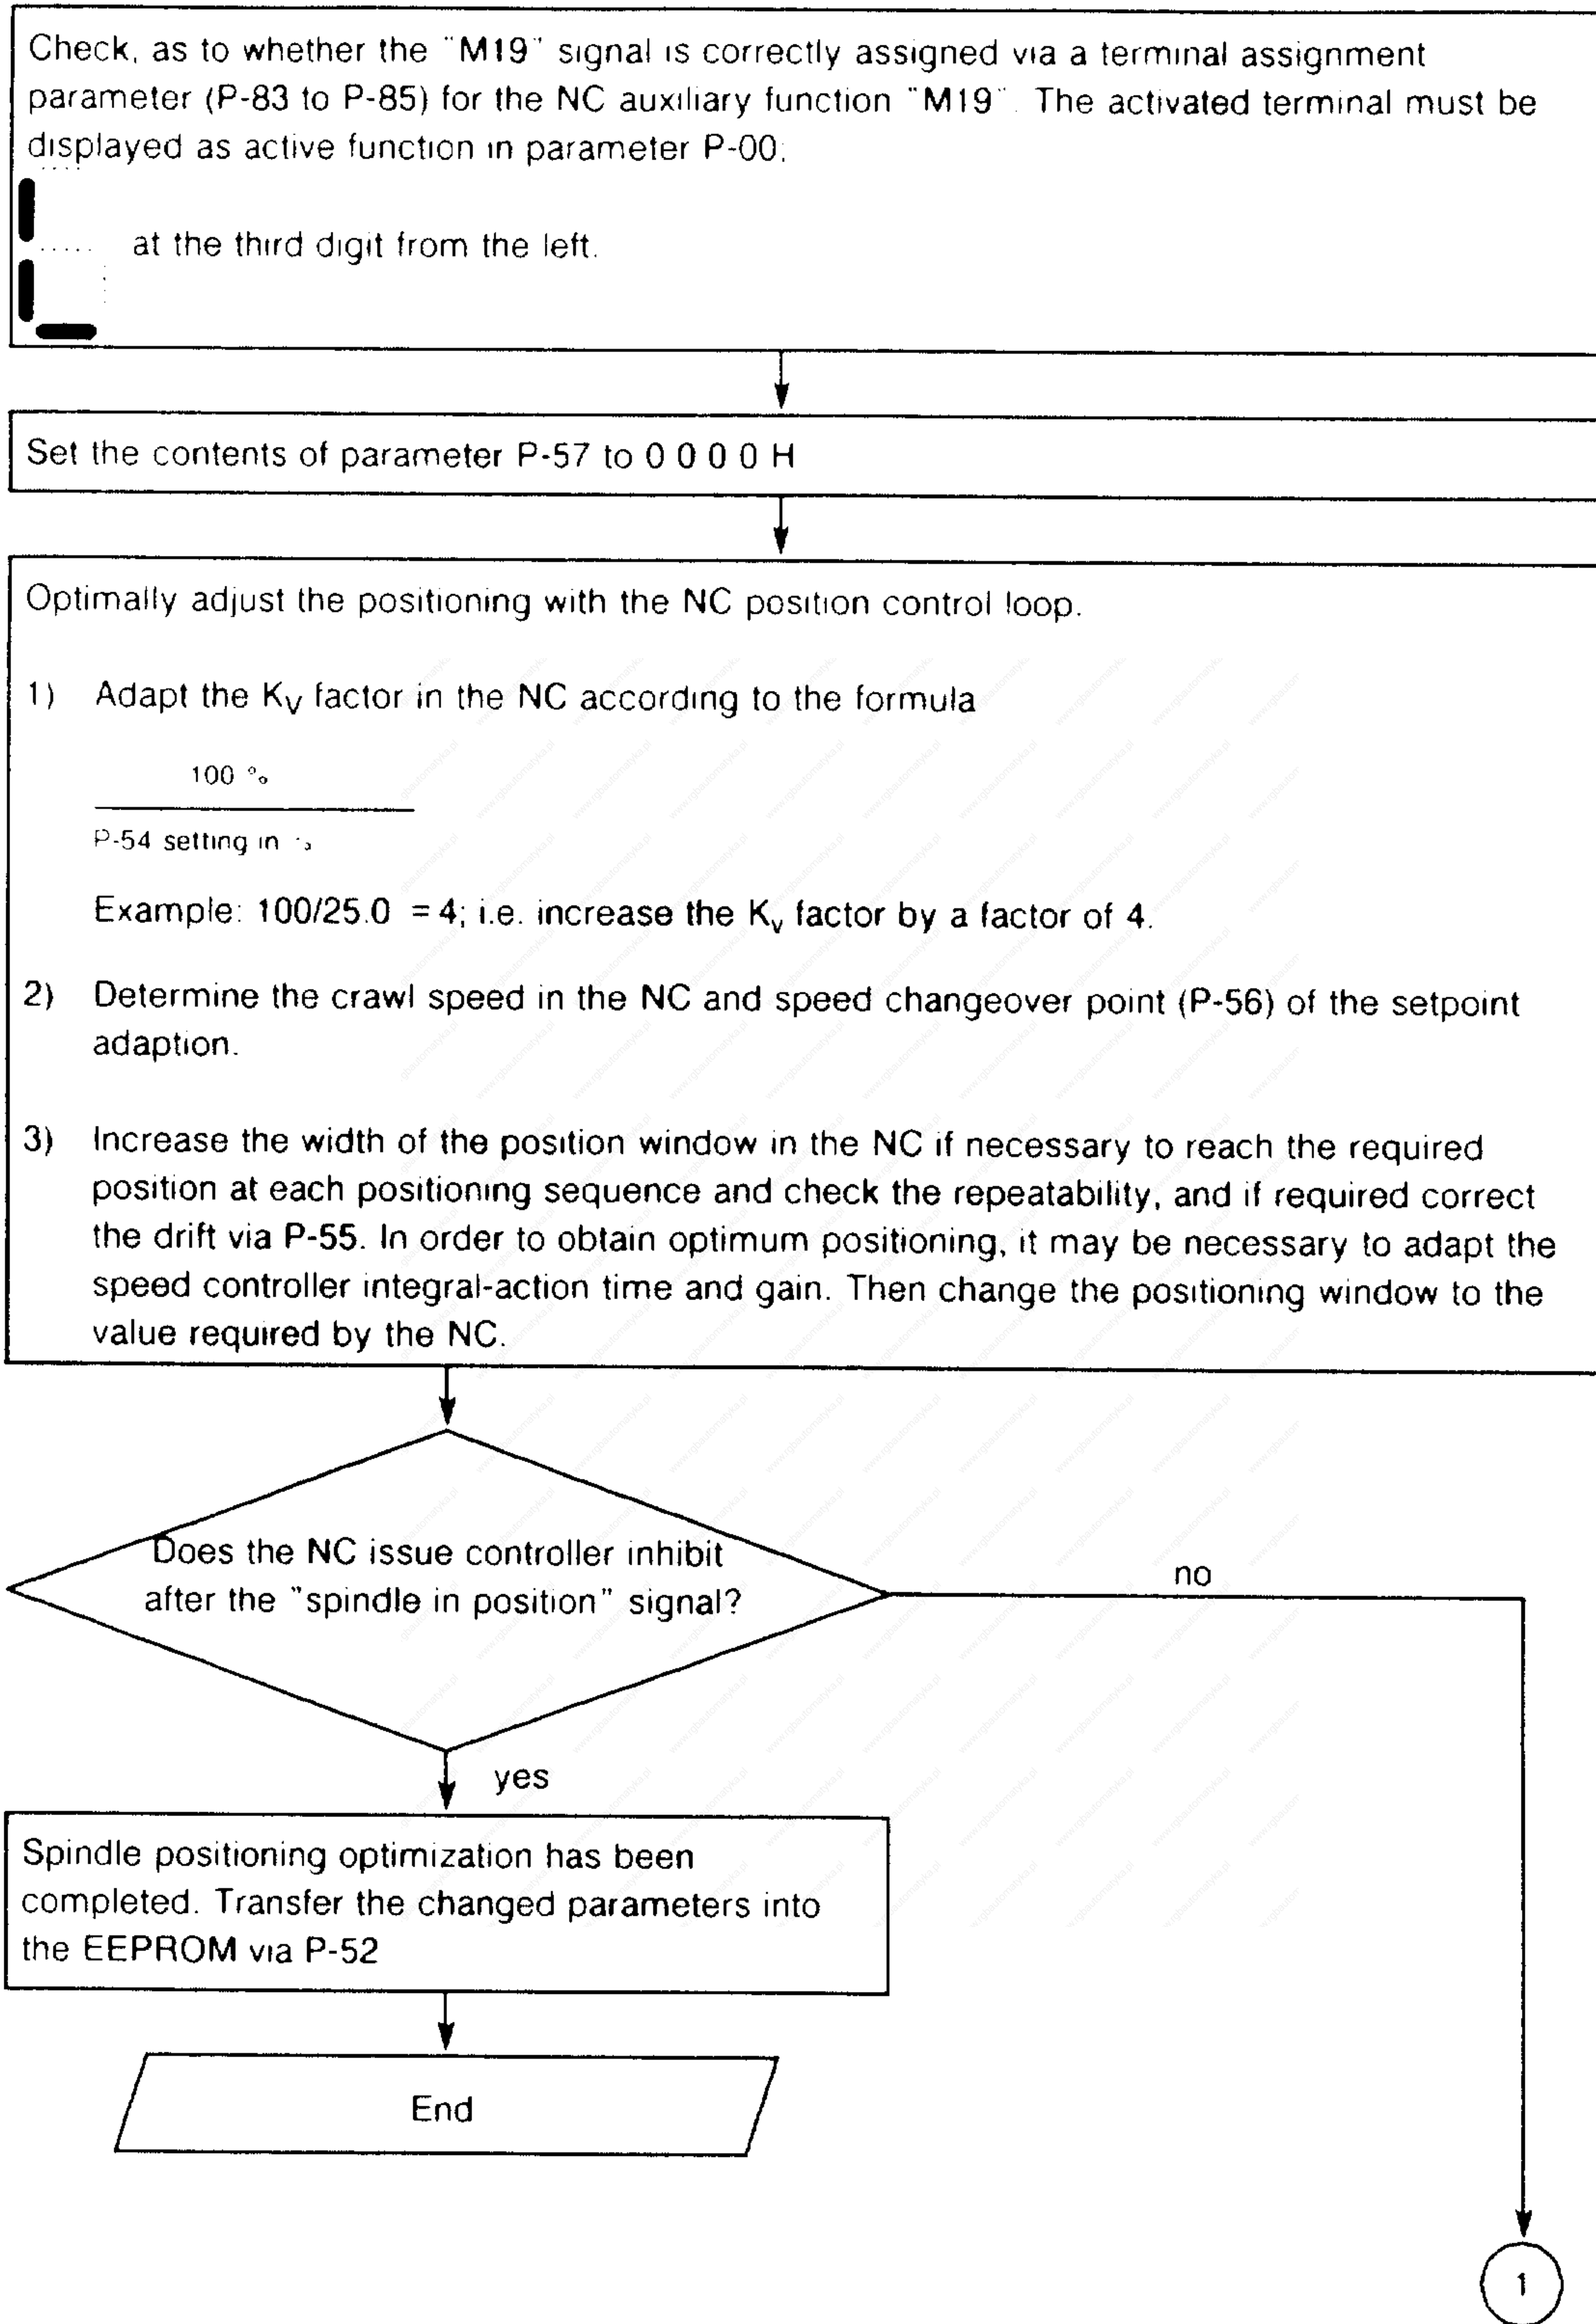 Check, as to whether the "M19" signal is correctly assigned via a terminal assignment
parameter (P-83 to P-85) for the NC auxiliary function "M19". The activated terminal must be
displayed as active function in parameter P-00:
at the third digit from the left.
Set the contents of parameter P-57 to 0 0 0 0 H
Optimally adjust the positioning with the NC position control loop.
1) Adapt the KV factor in the NC according to the formula
100 %
P-54 setting in %
Example: 100/25.0 = 4; i.e. increase the Kv factor by a factor of 4.
2) Determine the crawl speed in the NC and speed changeover point (P-56) of the setpoint
adaption.
3) Increase the width of the position window in the NC if necessary to reach the required
position at each positioning sequence and check the repeatability, and if required correct
the drift via P-55. In order to obtain optimum positioning, it may be necessary to adapt the
speed controller integral-action time and gain. Then change the positioning window to the
value required by the NC.
Does the NC issue controller inhibit
after the "spindle in position" signal?
no
yes
Spindle positioning optimization has been
completed. Transfer the changed parameters into
the EEPROM via P-52
End
1